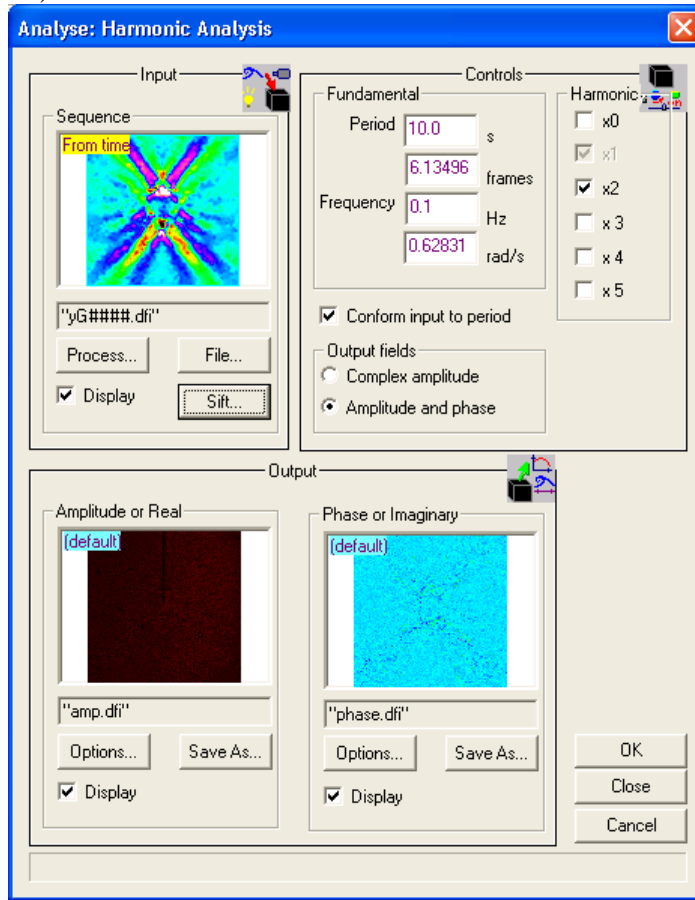 Analyse: Harmonic Analysis
Input
Sequence
From time
"yG####.dfi"
Process...
File...
Display
Sift...
Controls
Fundamental
Period
10.0
s
6.13496
frames
Frequency
0.1
Hz
0.62831
rad/s
Conform input to period
Output fields
Complex amplitude
Amplitude and phase
Harmonic
x0
x1
x2
x 3
x 4
x 5
Output
Amplitude or Real
(default)
"amp.dfi"
Options...
Save As...
Display
Phase or Imaginary
(default)
"phase.dfi"
Options...
Save As...
Display
OK
Close
Cancel